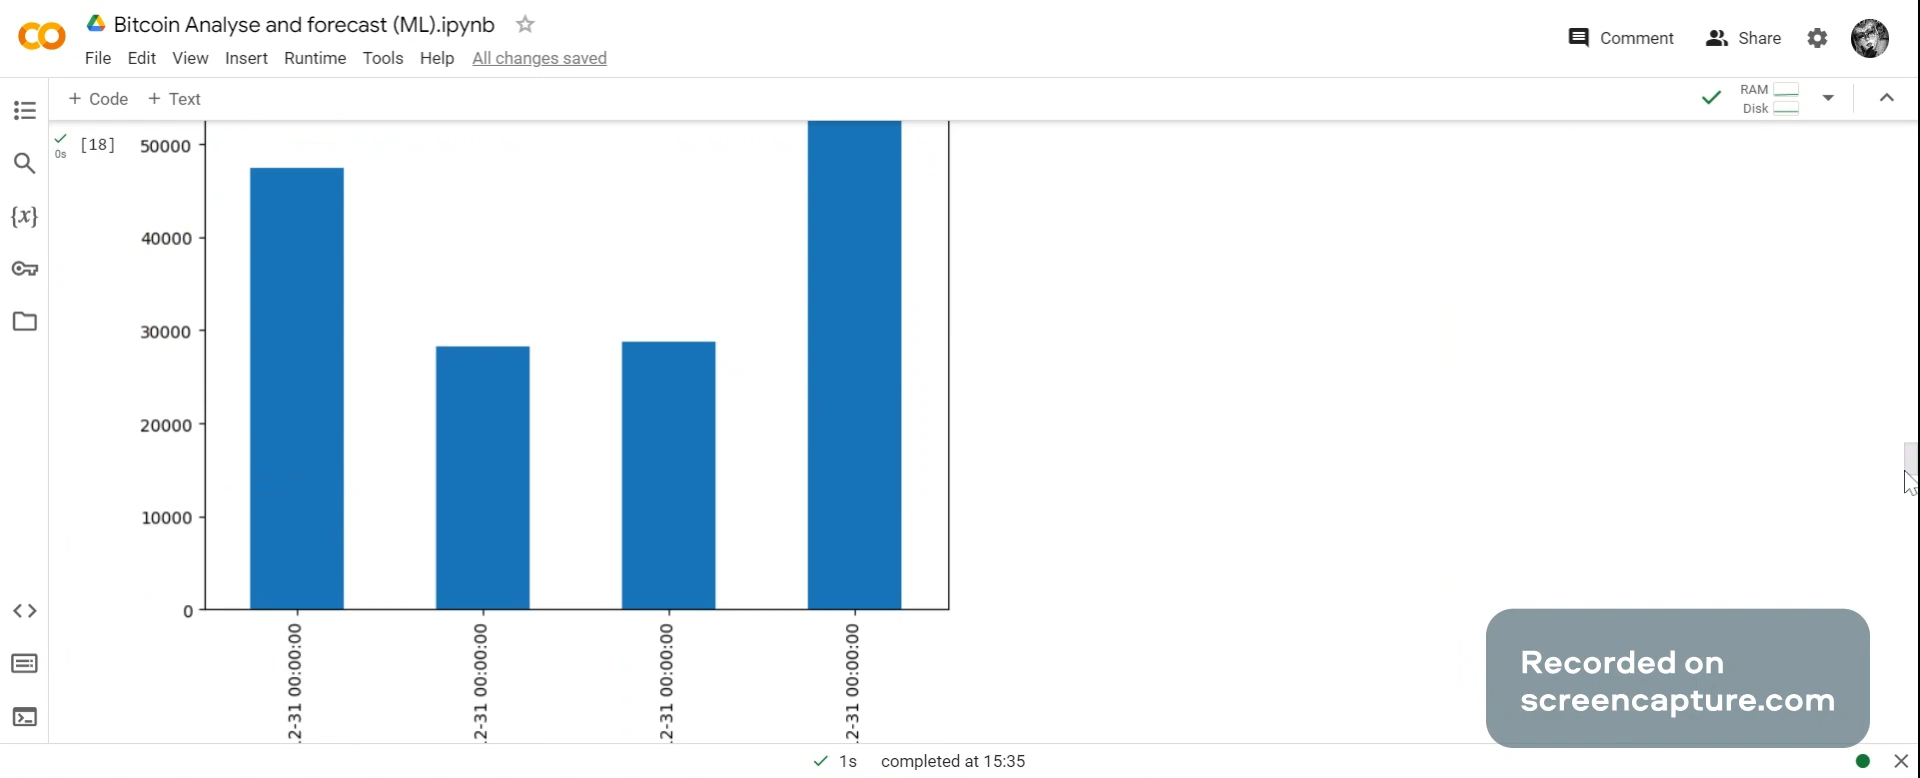 Bitcoin Analyse and forecast (ML).ipynb
Comment
Share
File Edit View Insert Runtime Tools Help All changes saved
+ Code + Text
RAM
Disk
{x}
0s
[18]
50000
40000
30000
20000
10000
0
2-31 00:00:00
2-31 00:00:00
2-31 00:00:00
2-31 00:00:00
Recorded on
screencapture.com
1s completed at 15:35